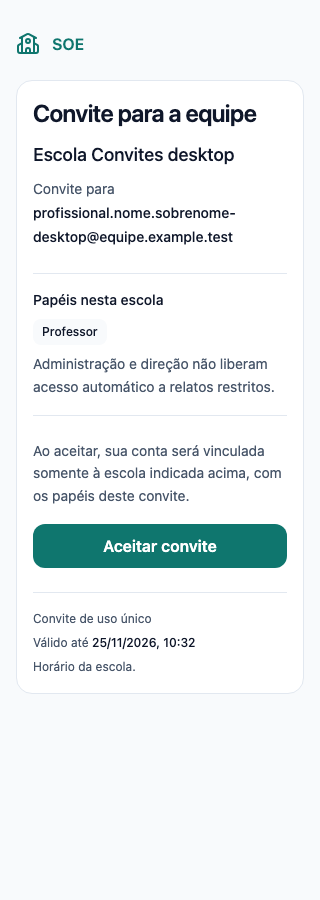 SOE
Convite para a equipe
Escola Convites desktop
Convite para
profissional.nome.sobrenome-
desktop@equipe.example.test
Papéis nesta escola
Professor
Administração e direção não liberam
acesso automático a relatos restritos.
Ao aceitar, sua conta será vinculada
somente à escola indicada acima, com
os papéis deste convite.
Aceitar convite
Convite de uso único
Válido até 25/11/2026, 10:32
Horário da escola.